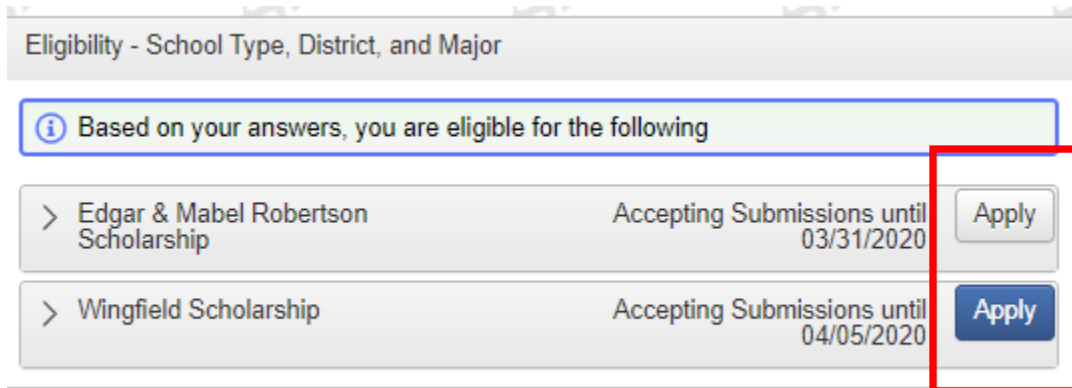 Eligibility - School Type, District, and Major
Based on your answers, you are eligible for the following
Edgar & Mabel Robertson
Scholarship
Accepting Submissions until
03/31/2020
Apply
Wingfield Scholarship
Accepting Submissions until
04/05/2020
Apply